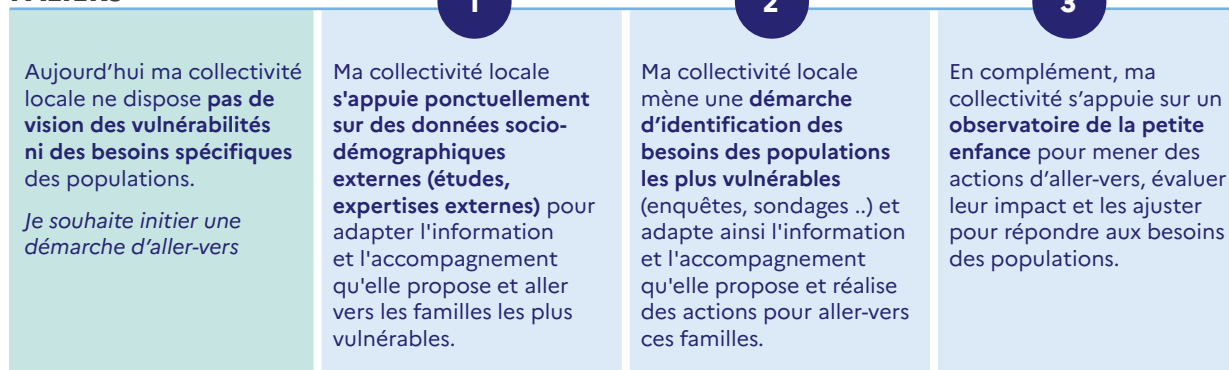 1
2
3
Aujourd’hui ma collectivité
locale ne dispose pas de
vision des vulnérabilités
ni des besoins spécifiques
des populations.
Je souhaite initier une
démarche d’aller-vers
Ma collectivité locale
s'appuie ponctuellement
sur des données socio-
démographiques
externes (études,
expertises externes) pour
adapter l'information
et l'accompagnement
qu'elle propose et aller
vers les familles les plus
vulnérables.
Ma collectivité locale
mène une démarche
d’identification des
besoins des populations
les plus vulnérables
(enquêtes, sondages ..) et
adapte ainsi l'information
et l'accompagnement
qu'elle propose et réalise
des actions pour aller-vers
ces familles.
En complément, ma
collectivité s’appuie sur un
observatoire de la petite
enfance pour mener des
actions d’aller-vers, évaluer
leur impact et les ajuster
pour répondre aux besoins
des populations.